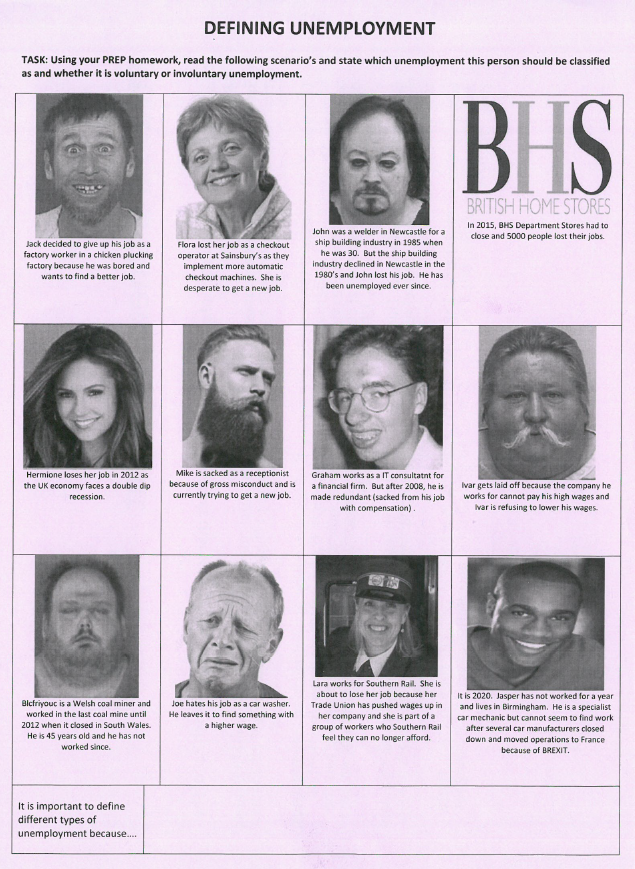 DEFINING UNEMPLOYMENT
TASK: Using your PREP homework, read the following scenario's and state which unemployment this person should be classified
as and whether it is voluntary or involuntary unemployment.
Jack decided to give up his job as a
factory worker in a chicken plucking
factory because he was bored and
wants to find a better job.
Flora lost her job as a checkout
operator at Sainsbury's as they
implement more automatic
checkout machines. She is
desperate to get a new job.
John was a welder in Newcastle for a
ship building industry in 1985 when
he was 30. But the ship building
industry declined in Newcastle in the
1980's and John lost his job. He has
been unemployed ever since.
BHS
BRITISH HOME STORES
In 2015, BHS Department Stores had to
close and 5000 people lost their jobs.
Hermione loses her job in 2012 as
the UK economy faces a double dip
recession.
Mike is sacked as a receptionist
because of gross misconduct and is
currently trying to get a new job.
Graham works as a IT consultatnt for
a financial firm. But after 2008, he is
made redundant (sacked from his job
with compensation) .
Ivar gets laid off because the company he
works for cannot pay his high wages and
Ivar is refusing to lower his wages.
is a Welsh coal miner and
worked in the last coal mine until
2012 when it closed in South Wales.
He is 45 years old and he has not
worked since.
Joe hates his job as a car washer.
He leaves it to find something with
a higher wage.
Lara works for Southern Rail. She is
about to lose her job because her
Trade Union has pushed wages up in
her company and she is part of a
group of workers who Southern Rail
feel they can no longer afford.
It is 2020. Jasper has not worked for a year
and lives in Birmingham. He is a specialist
car mechanic but cannot seem to find work
after several car manufacturers closed
down and moved operations to France
because of BREXIT.
It is important to define
different types of
unemployment because....